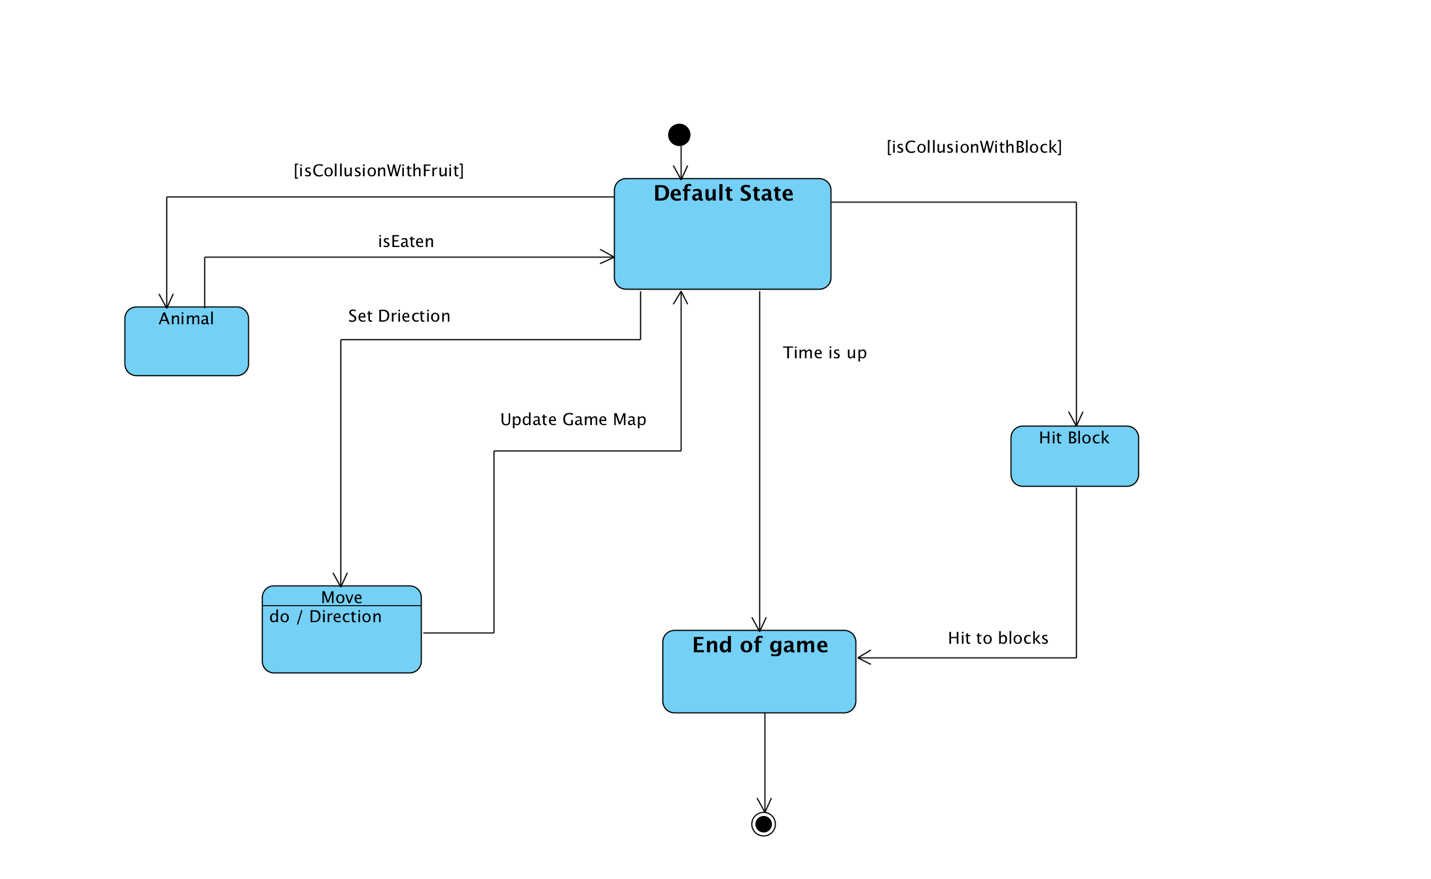 [isCollusionWithBlock]
[isCollusionWithFruit]
Default State
isEaten
Set Driection
Animal
Time is up
Update Game Map
Hit Block
Move
do / Direction
Hit to blocks
End of game